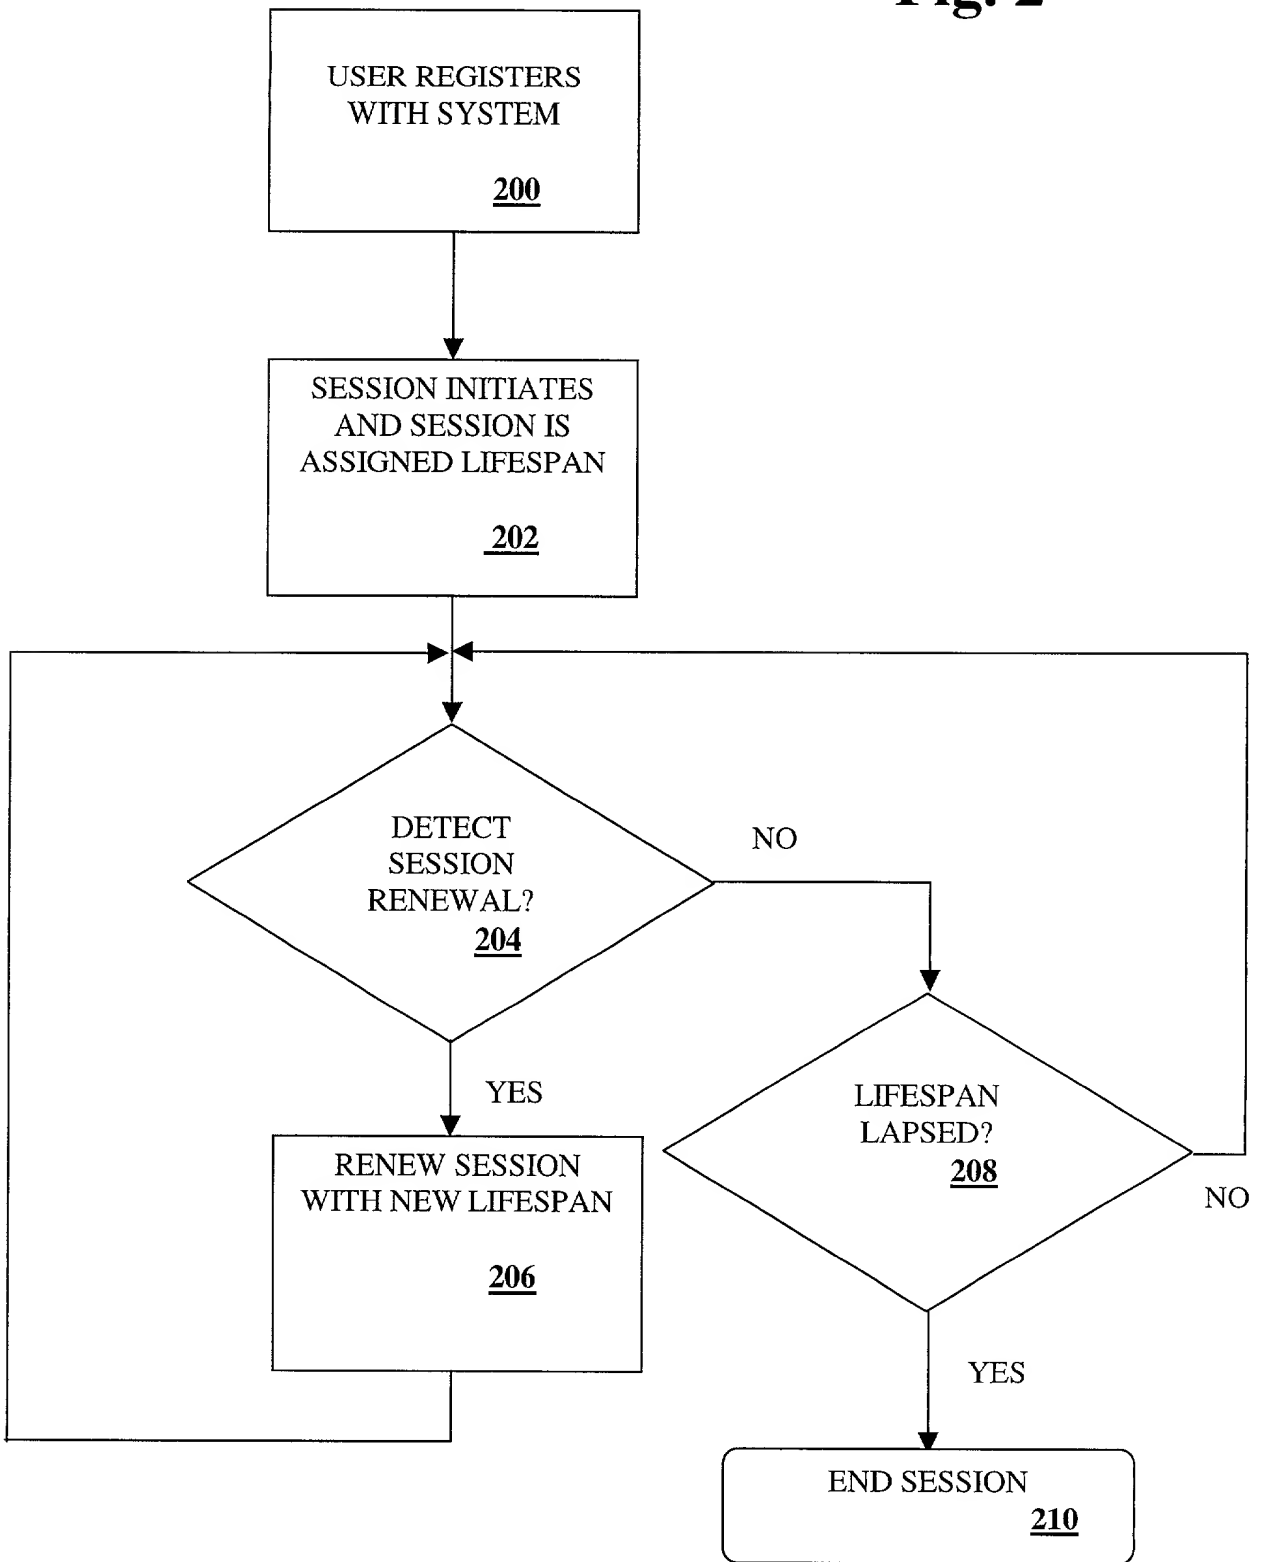 Fig. 2
USER REGISTERS
WITH SYSTEM
200
SESSION INITIATES
AND SESSION IS
ASSIGNED LIFESPAN
202
DETECT
SESSION
RENEWAL?
204
NO
YES
LIFESPAN
LAPSED?
208
NO
RENEW SESSION
WITH NEW LIFESPAN
206
YES
END SESSION
210